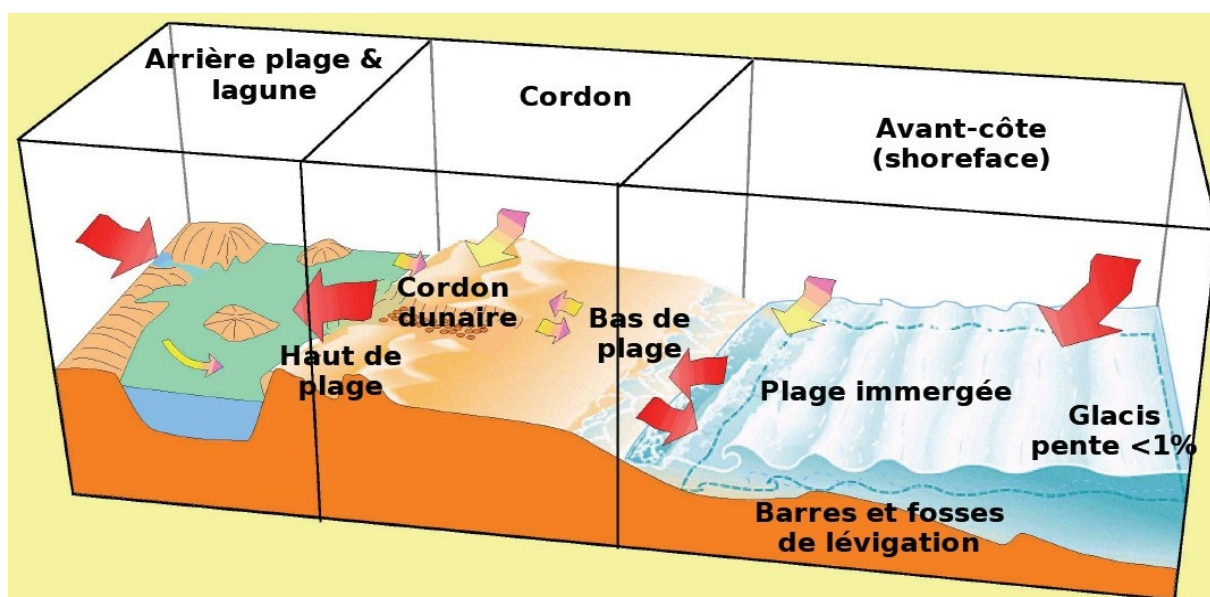 Arrière plage &
lagune
Cordon
Avant-côte
(shoreface)
Cordon
dunaire
Haut de
plage
Bas de
plage
Plage immergée
Glacis
pente <1%
Barres et fosses
de lévigation